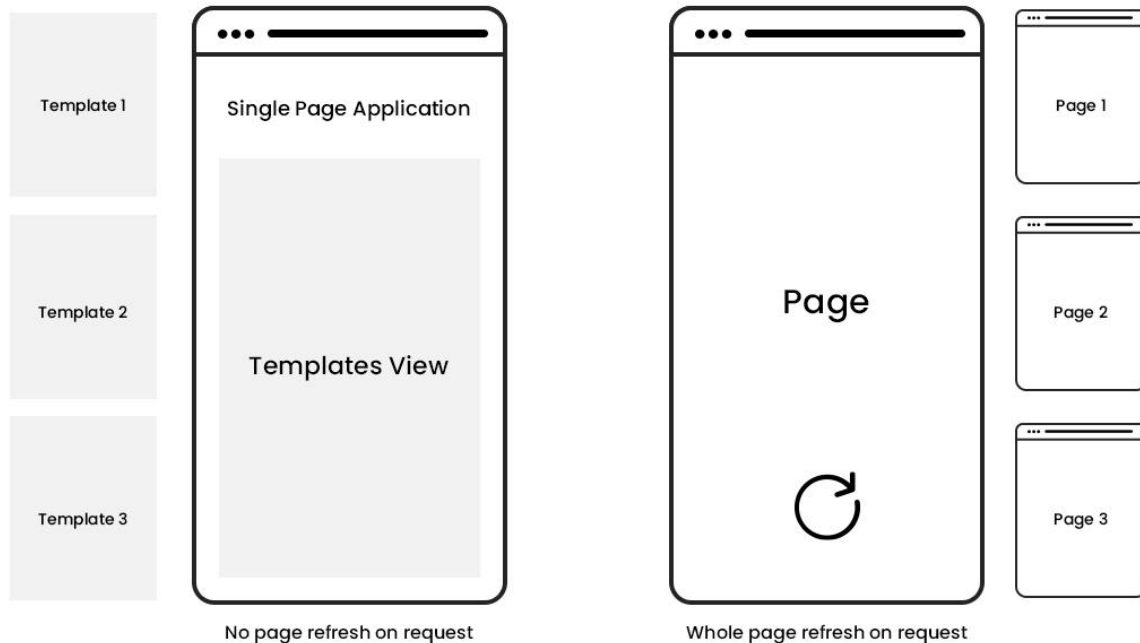 Template 1
Template 2
Template 3
Single Page Application
Templates View
No page refresh on request
Page
Whole page refresh on request
Page 1
Page 2
Page 3